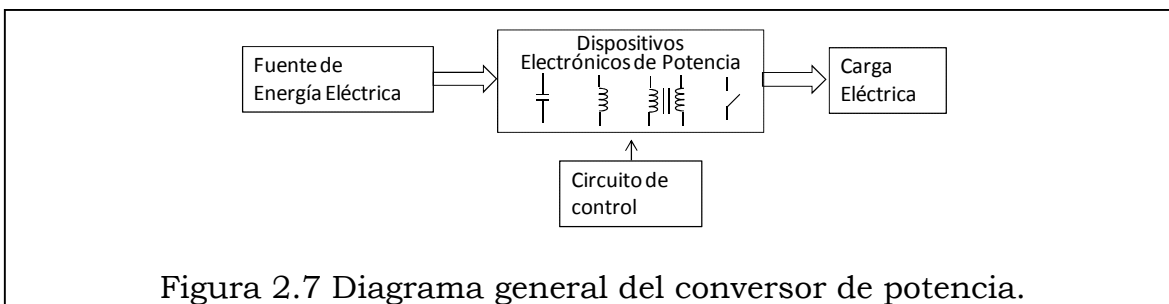 Dispositivos
Electrónicos de Potencia
Fuente de
Energía Eléctrica
Carga
Eléctrica
Circuito de
control
Figura 2.7 Diagrama general del conversor de potencia.